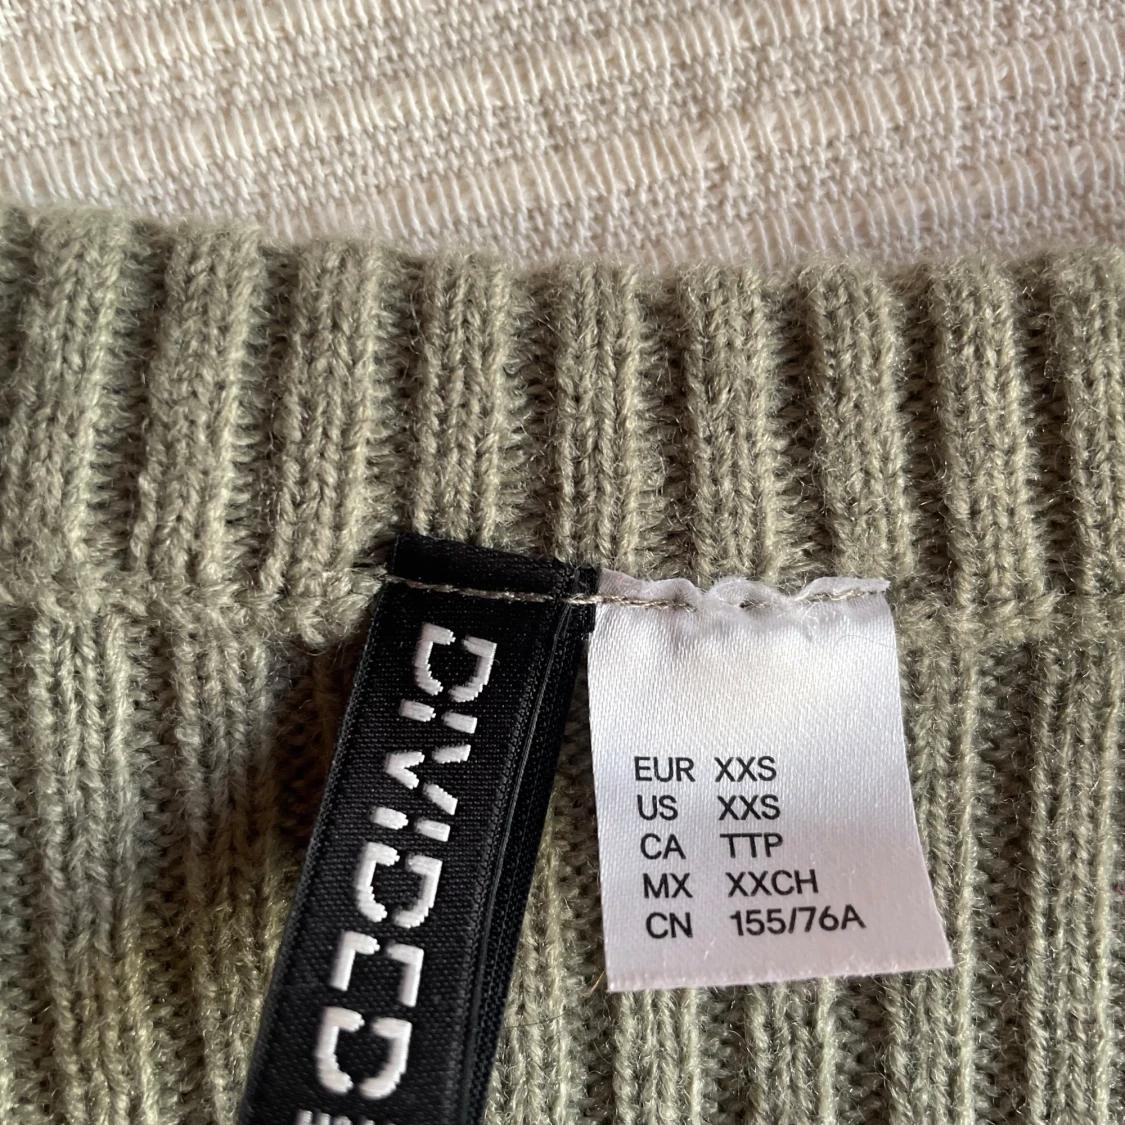 DIVIDED
EUR XXS
US XXS
CA TTP
MX XXCH
CN 155/76A